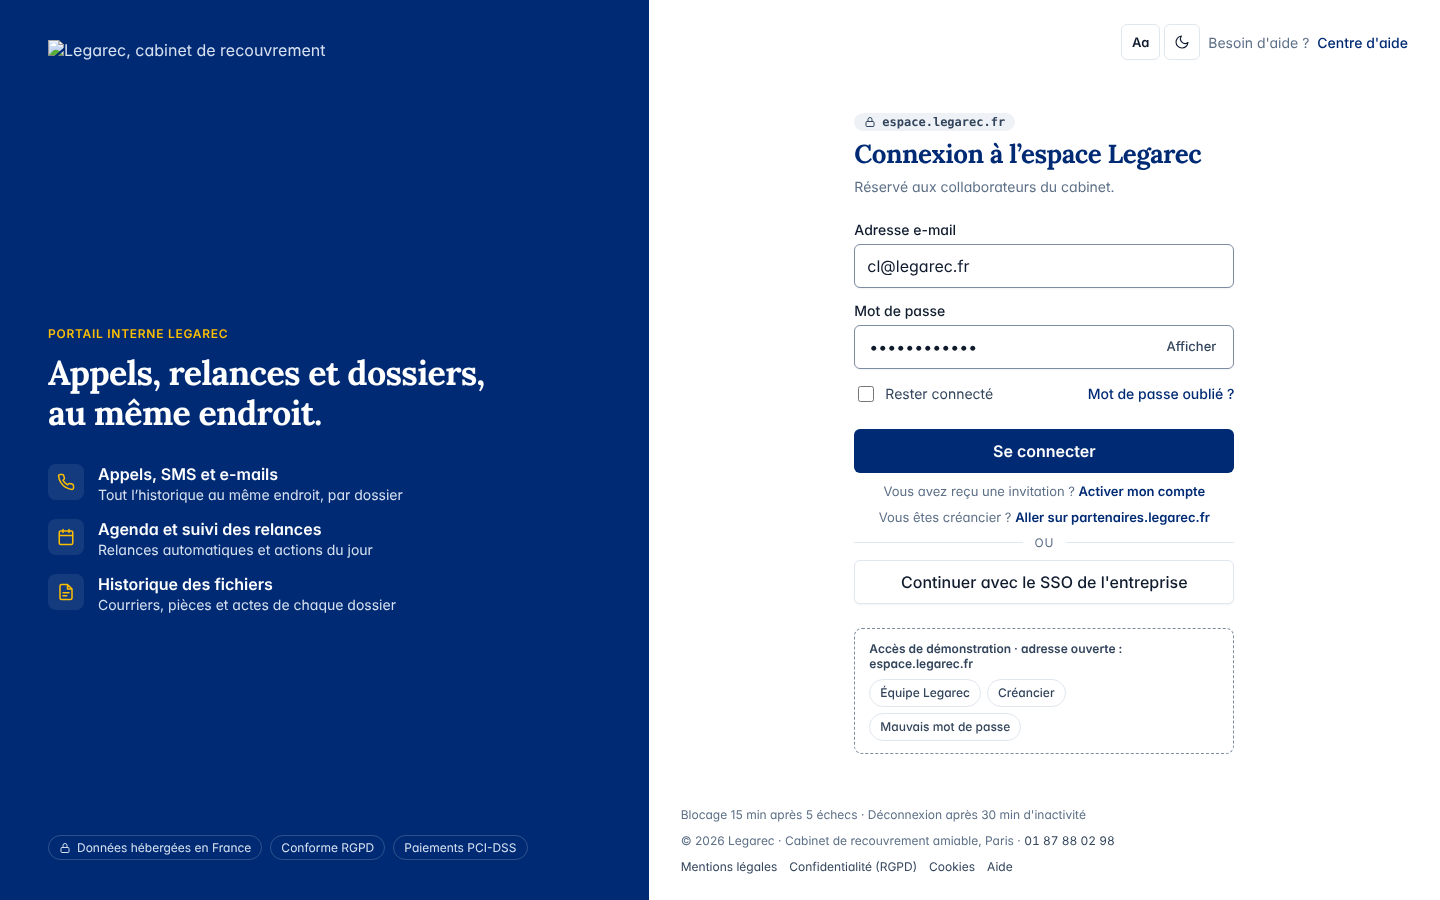 Legarec, cabinet de recouvrement
PORTAIL INTERNE LEGAREC
Appels, relances et dossiers,
au même endroit.
Appels, SMS et e-mails
Tout l’historique au même endroit, par dossier
Agenda et suivi des relances
Relances automatiques et actions du jour
Historique des fichiers
Courriers, pièces et actes de chaque dossier
Données hébergées en France
Conforme RGPD
Paiements PCI-DSS
Aa
Besoin d'aide ? Centre d'aide
espace.legarec.fr
Connexion à l’espace Legarec
Réservé aux collaborateurs du cabinet.
Adresse e-mail
cl@legarec.fr
Mot de passe
•••••••••••• Afficher
Rester connecté
Mot de passe oublié ?
Se connecter
Vous avez reçu une invitation ? Activer mon compte
Vous êtes créancier ? Aller sur partenaires.legarec.fr
OU
Continuer avec le SSO de l'entreprise
Accès de démonstration · adresse ouverte :
espace.legarec.fr
Équipe Legarec
Créancier
Mauvais mot de passe
Blocage 15 min après 5 échecs · Déconnexion après 30 min d'inactivité
© 2026 Legarec · Cabinet de recouvrement amiable, Paris · 01 87 88 02 98
Mentions légales Confidentialité (RGPD) Cookies Aide